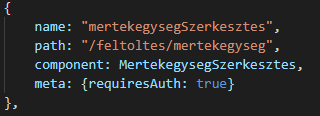 {
name: "mertekegysegSzerkesztes",
path: "/feltoltes/mertekegyseg",
component: MertekegysegSzerkesztes,
meta: {requiresAuth: true}
},